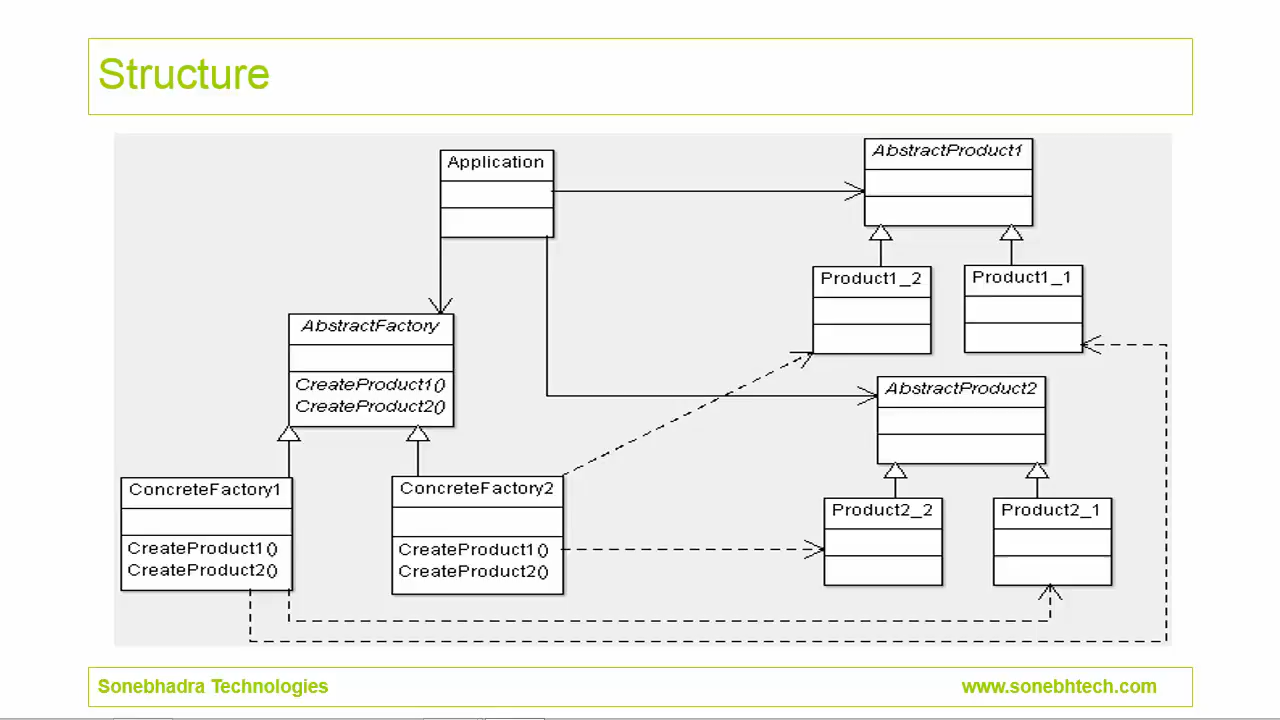 Structure
Application
AbstractProduct1
Product1_2
Product1_1
AbstractFactory
CreateProduct1()
CreateProduct2()
AbstractProduct2
ConcreteFactory1
CreateProduct1()
CreateProduct2()
ConcreteFactory2
CreateProduct1()
CreateProduct2()
Product2_2
Product2_1
Sonebhadra Technologies
www.sonebhtech.com